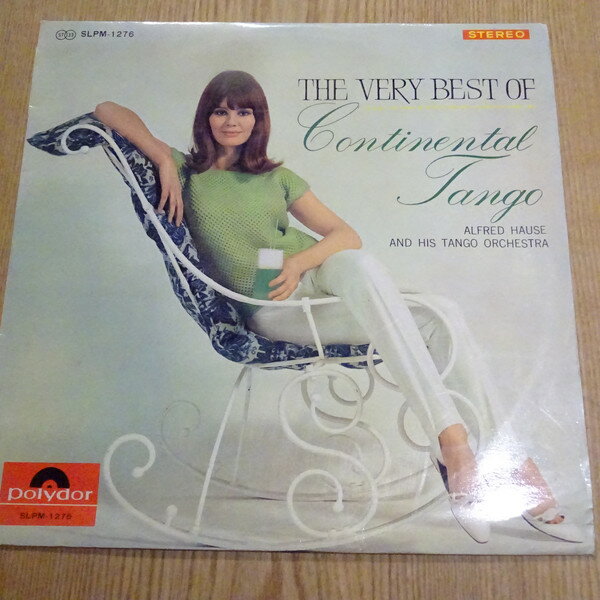 SLPM-1276
STEREO
THE VERY BEST OF
Continental
Tango
ALFRED HAUSE
AND HIS TANGO ORCHESTRA
polydor
SLPM-1276